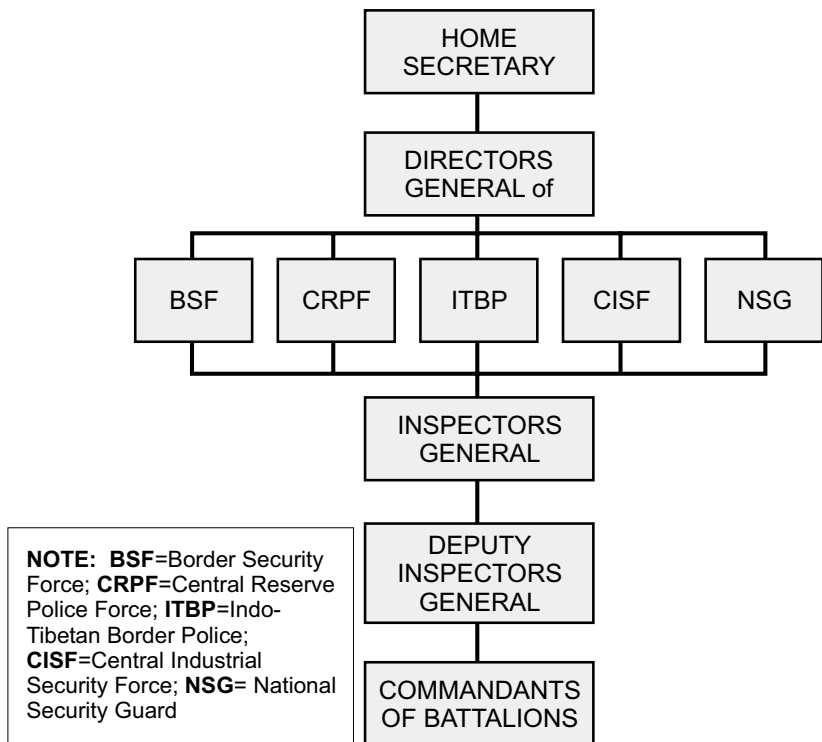 HOME
SECRETARY
DIRECTORS
GENERAL of
BSF
CRPF
ITBP
CISF
NSG
INSPECTORS
GENERAL
DEPUTY
INSPECTORS
GENERAL
COMMANDANTS
OF BATTALIONS
NOTE: BSF=Border Security
Force; CRPF=Central Reserve
Police Force; ITBP=Indo-
Tibetan Border Police;
CISF=Central Industrial
Security Force; NSG= National
Security Guard